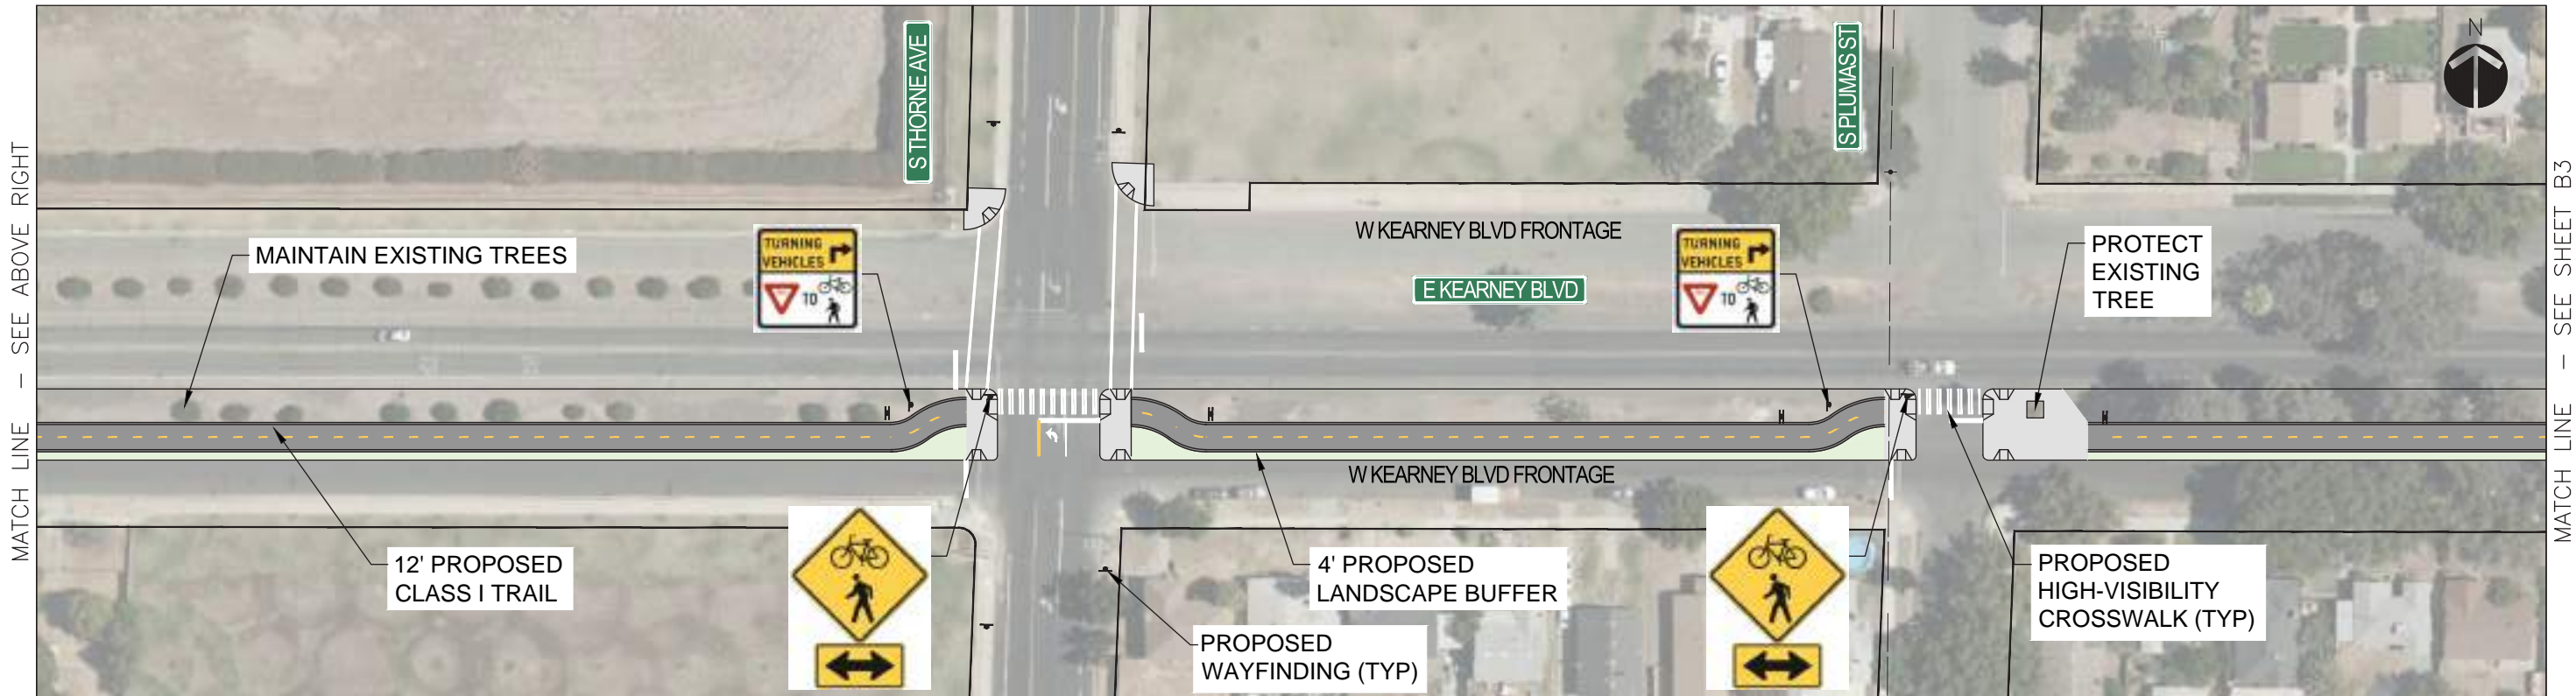 MATCH LINE – SEE ABOVE RIGHT
S THORNE AVE
S PLUMAS ST
N
MATCH LINE – SEE SHEET B3
W KEARNEY BLVD FRONTAGE
MAINTAIN EXISTING TREES
TURNING
VEHICLES
TO
E KEARNEY BLVD
TURNING
VEHICLES
TO
PROTECT
EXISTING
TREE
W KEARNEY BLVD FRONTAGE
12' PROPOSED
CLASS I TRAIL
4' PROPOSED
LANDSCAPE BUFFER
PROPOSED
WAYFINDING (TYP)
PROPOSED
HIGH-VISIBILITY
CROSSWALK (TYP)